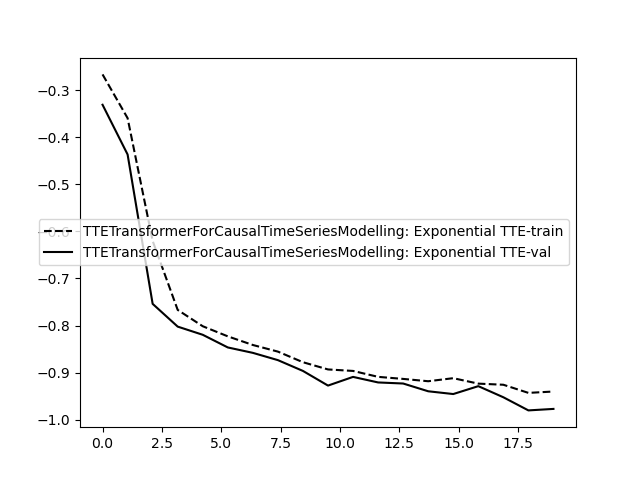 −0.3
−0.4
−0.5
−0.6
TTETransformerForCausalTimeSeriesModelling: Exponential TTE-train
TTETransformerForCausalTimeSeriesModelling: Exponential TTE-val
−0.7
−0.8
−0.9
−1.0
0.0 2.5 5.0 7.5 10.0 12.5 15.0 17.5